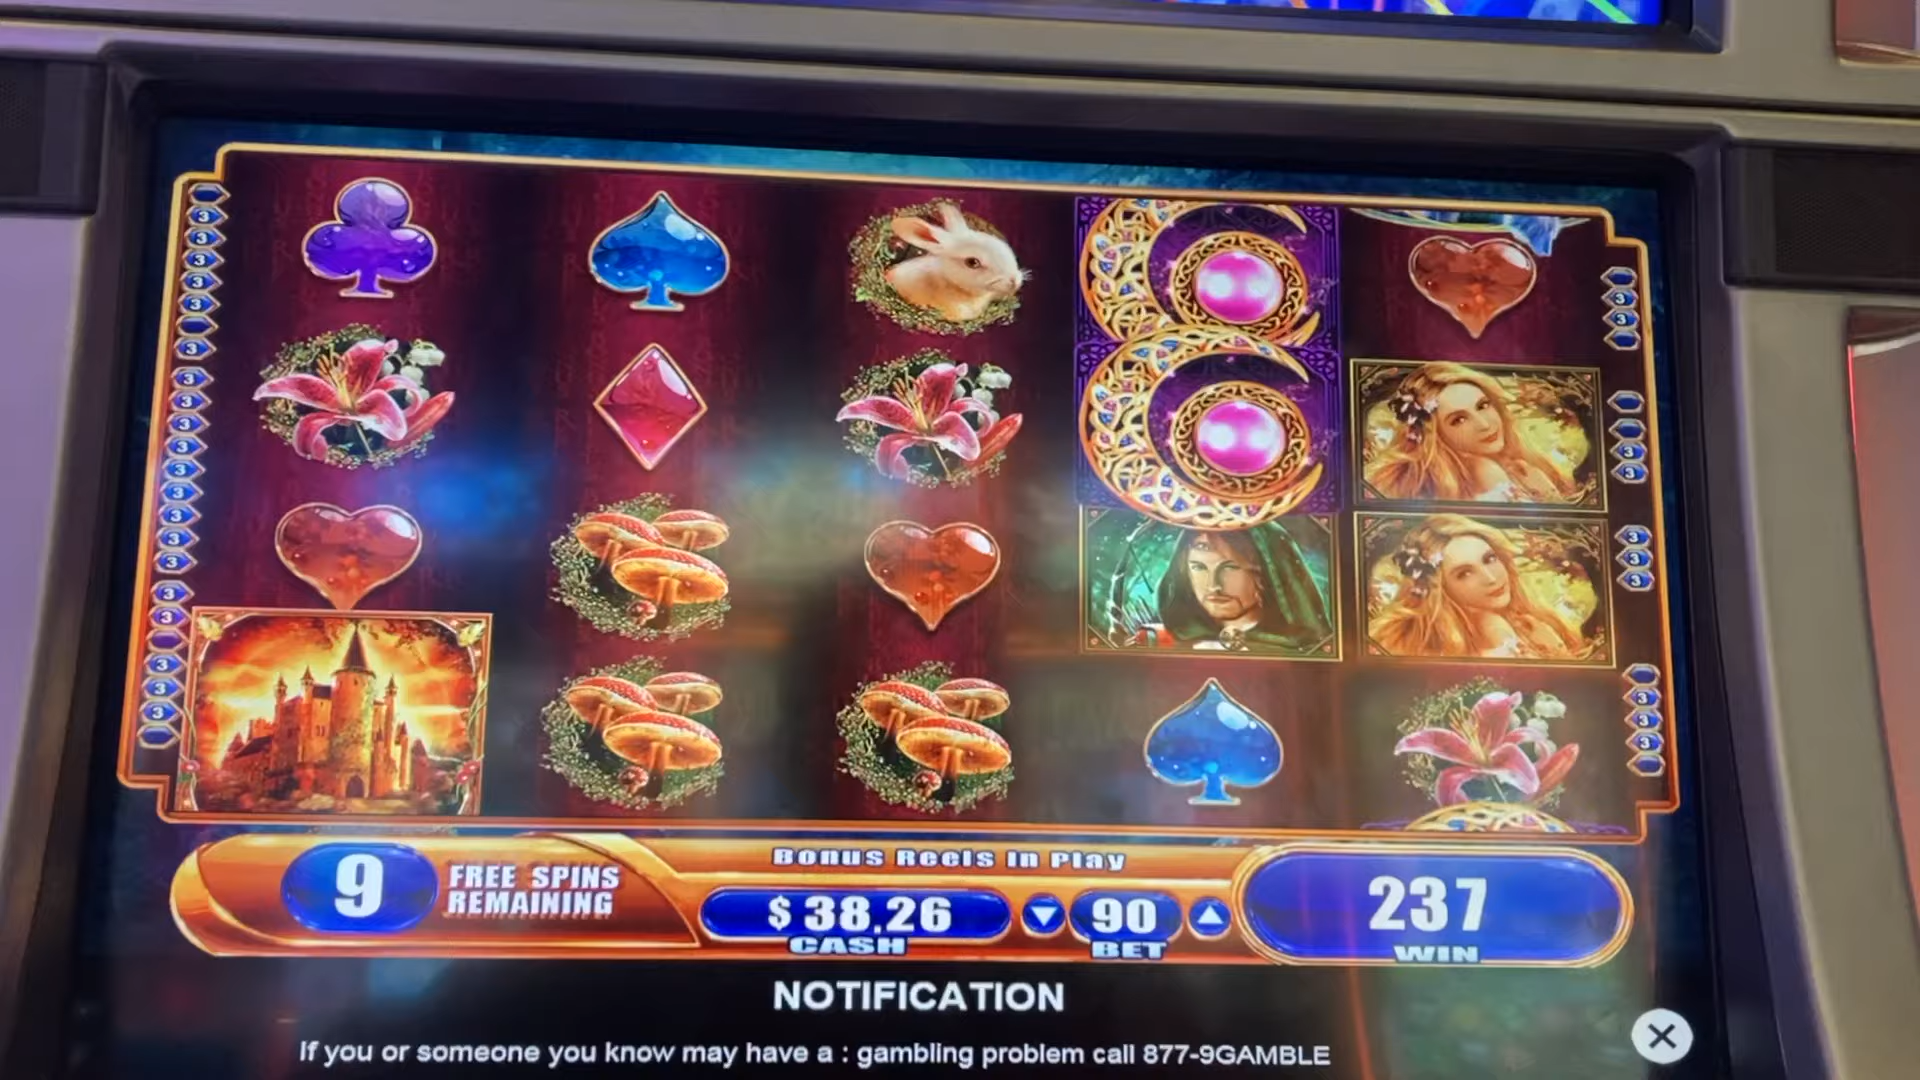 9
FREE SPINS
REMAINING
Bonus Reels In Play
$ 38.26
CASH
90
BET
237
WIN
NOTIFICATION
If you or someone you know may have a : gambling problem call 877-9GAMBLE